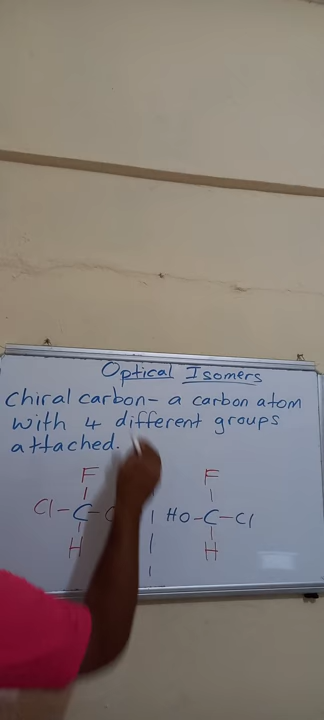 Optical Isomers
Chiral carbon- a carbon atom
with 4 different groups
attached.
F F
Cl-C- HO-C-Cl
H H